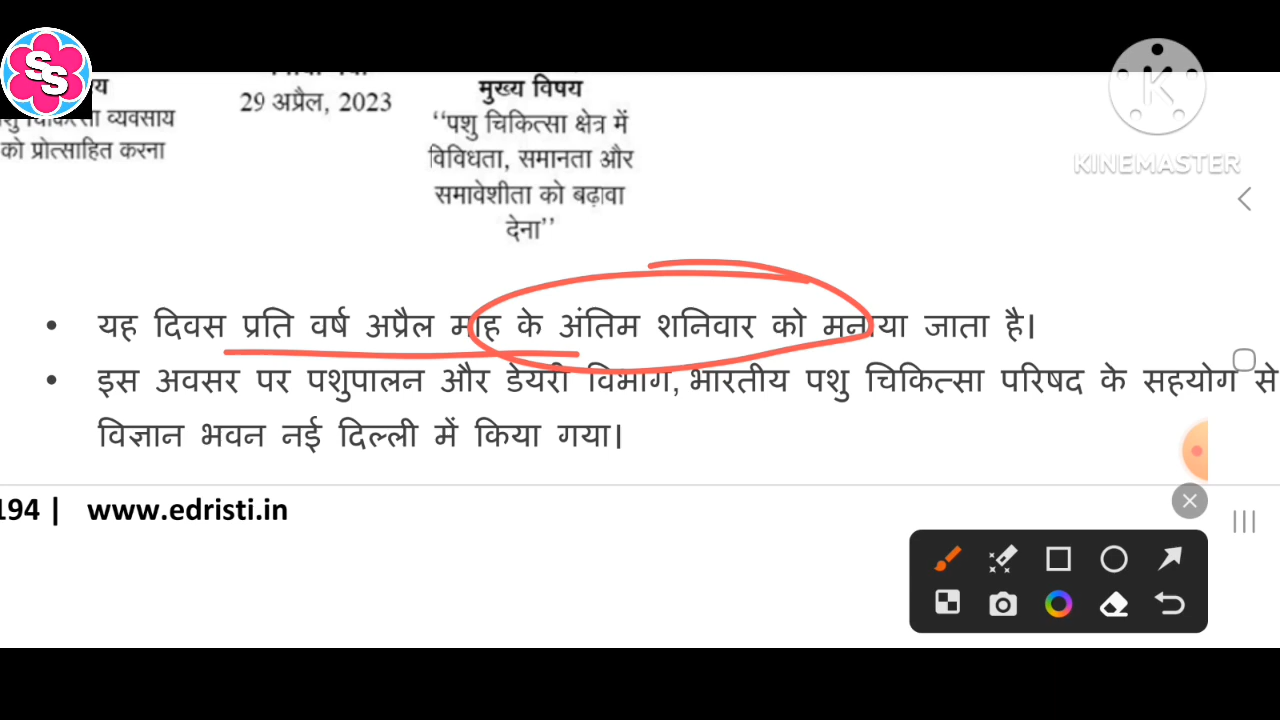 SS
29 अप्रैल, 2023
मुख्य विषय
व्यवसाय
को प्रोत्साहित करना
‘‘पशु चिकित्सा क्षेत्र में
विविधता, समानता और
समावेशीता को बढ़ावा
देना’’
KINEMASTER
यह दिवस प्रति वर्ष अप्रैल माह के अंतिम शनिवार को मनाया जाता है।
इस अवसर पर पशुपालन और डेयरी विभाग, भारतीय पशु चिकित्सा परिषद के सहयोग से
विज्ञान भवन नई दिल्ली में किया गया।
194 | www.edristi.in